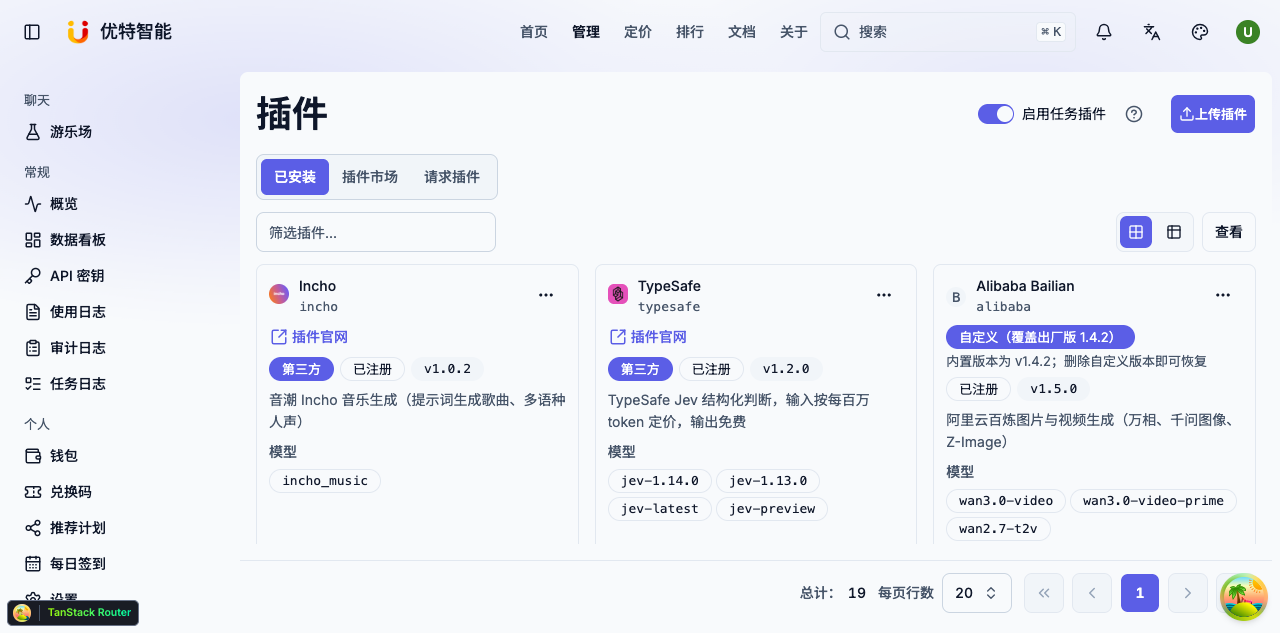 优特智能
首页 管理 定价 排行 文档 关于 搜索 ⌘ K U
聊天
游乐场
常规
概览
数据看板
API 密钥
使用日志
审计日志
任务日志
个人
钱包
兑换码
推荐计划
每日签到
设置
TanStack Router
插件
启用任务插件 上传插件
已安装 插件市场 请求插件
筛选插件...
查看
Incho
incho
插件官网
第三方 已注册 v1.0.2
音潮 Incho 音乐生成（提示词生成歌曲、多语种
人声）
模型
incho_music
TypeSafe
typesafe
插件官网
第三方 已注册 v1.2.0
TypeSafe Jev 结构化判断，输入按每百万
token 定价，输出免费
模型
jev-1.14.0 jev-1.13.0
jev-latest jev-preview
B
Alibaba Bailian
alibaba
自定义（覆盖出厂版 1.4.2）
内置版本为 v1.4.2；删除自定义版本即可恢复
已注册 v1.5.0
阿里云百炼图片与视频生成（万相、千问图像、
Z-Image）
模型
wan3.0-video wan3.0-video-prime
wan2.7-t2v
总计： 19 每页行数 20 1